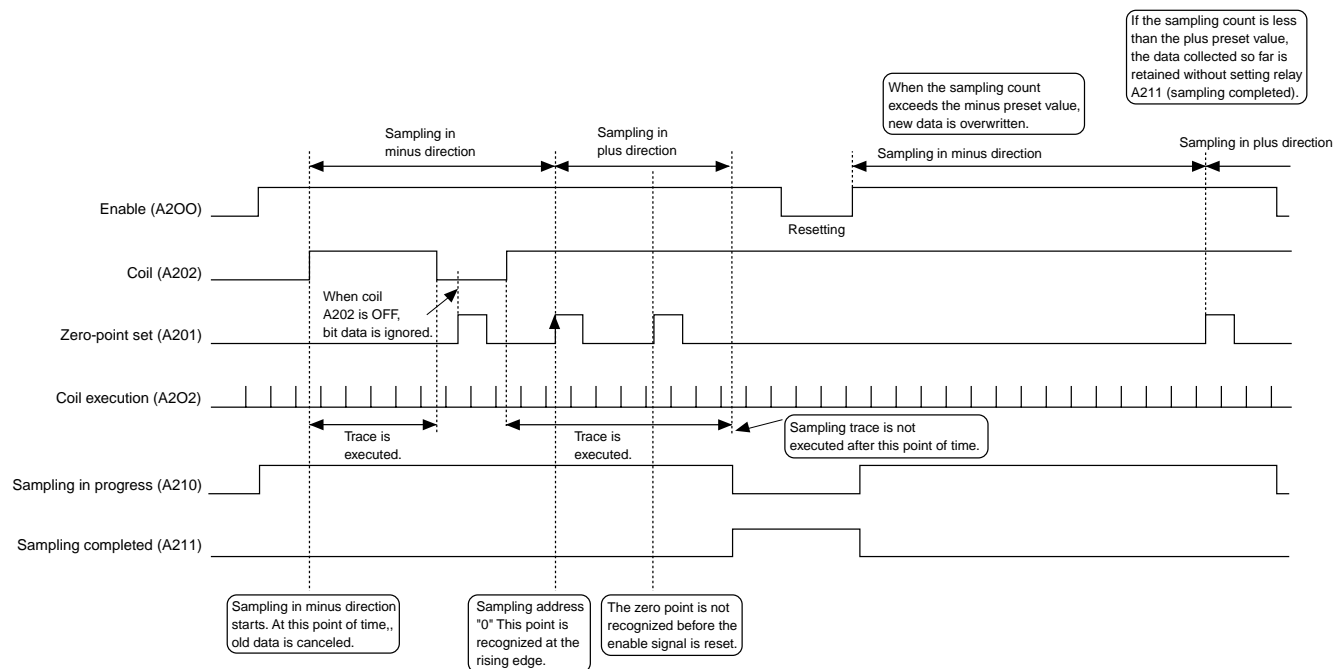 If the sampling count is less
than the plus preset value,
the data collected so far is
retained without setting relay
A211 (sampling completed).
When the sampling count
exceeds the minus preset value,
new data is overwritten.
Sampling in
minus direction
Sampling in
plus direction
Sampling in minus direction
Sampling in plus direction
Enable (A2OO)
Resetting
Coil (A202)
When coil
A202 is OFF,
bit data is ignored.
Zero-point set (A201)
Coil execution (A2O2)
Trace is
executed.
Trace is
executed.
Sampling trace is not
executed after this point of time.
Sampling in progress (A210)
Sampling completed (A211)
Sampling in minus direction
starts. At this point of time,,
old data is canceled.
Sampling address
"0" This point is
recognized at the
rising edge.
The zero point is not
recognized before the
enable signal is reset.